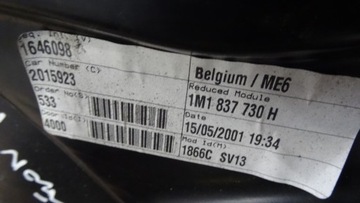 1646098
Car Number (C)
2015923
Order No(S)
533
4000
Belgium / ME6
Reduced Module
1M1 837 730 H
Date
15/05/2001 19:34
Mod Id(M)
1866C SV13